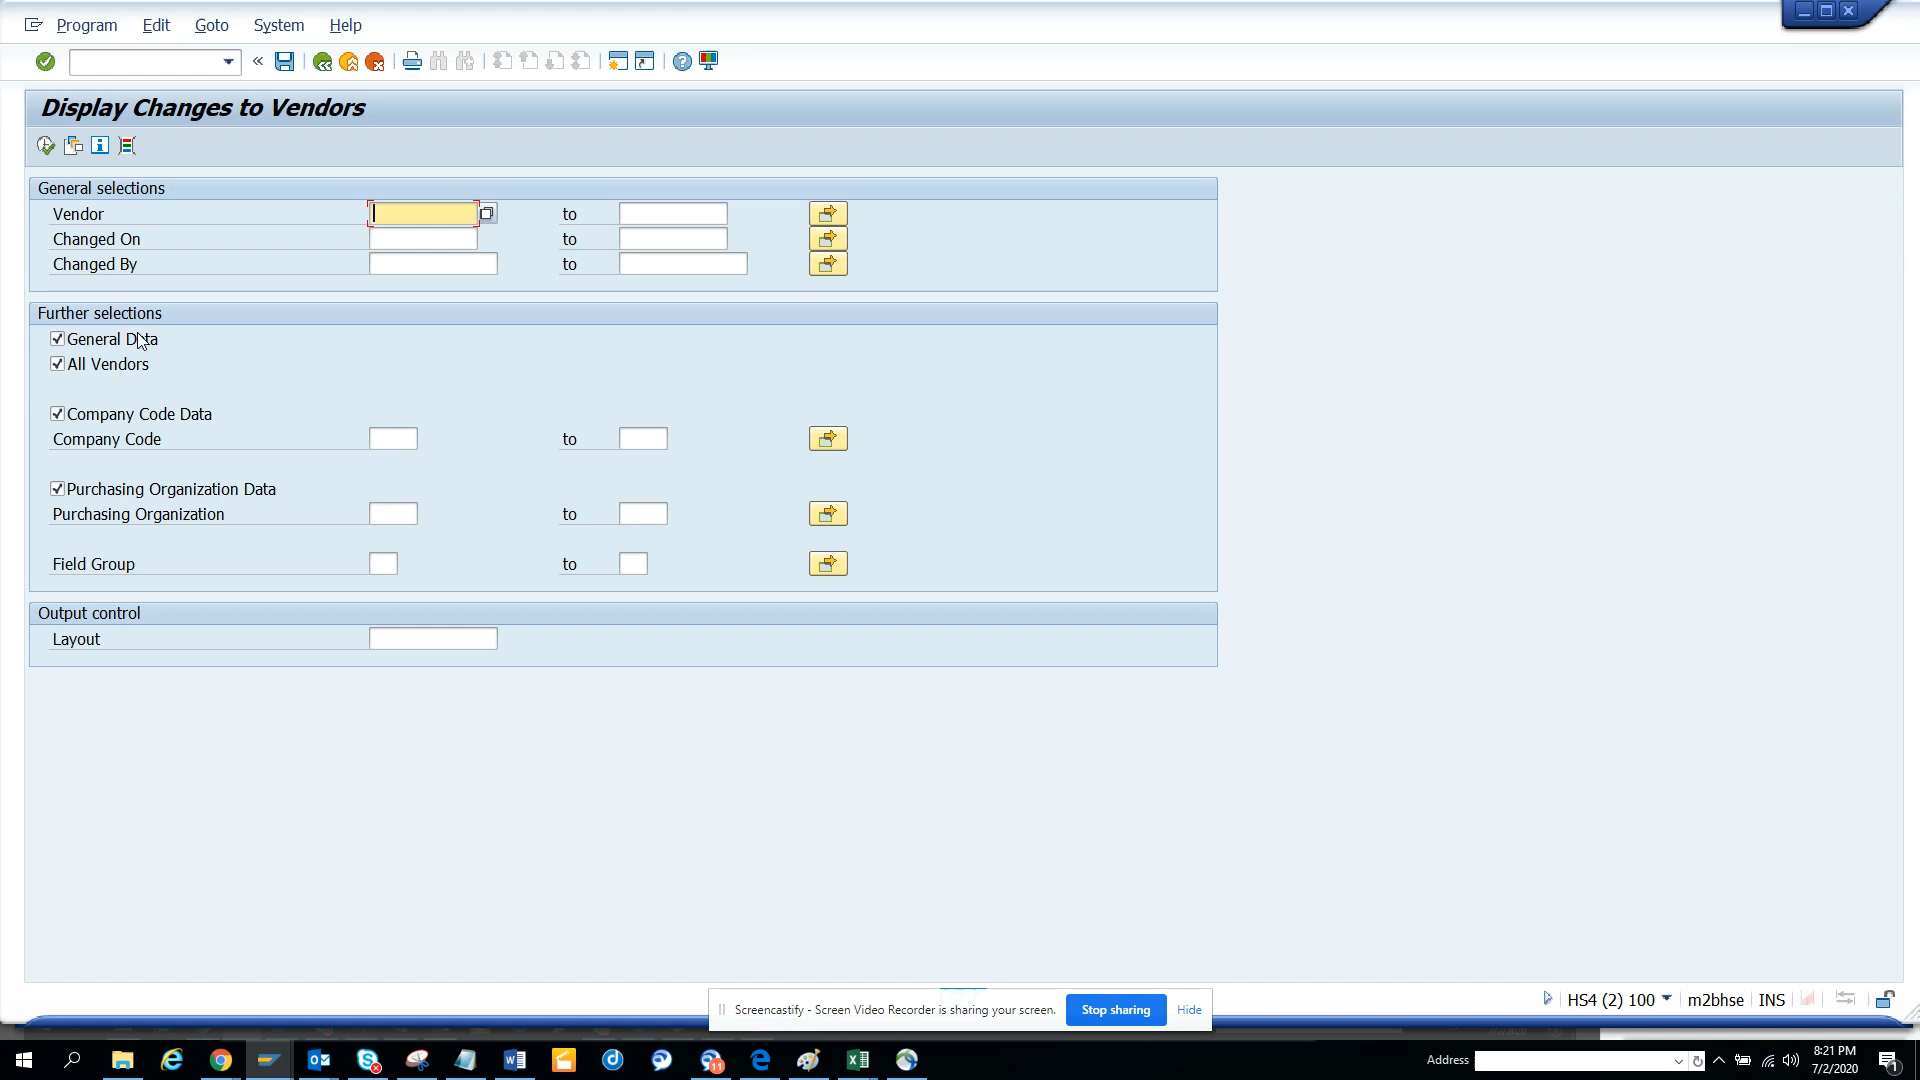 Program Edit Goto System Help
Display Changes to Vendors
General selections
Vendor to
Changed On to
Changed By to
Further selections
General Data
All Vendors
Company Code Data
Company Code to
Purchasing Organization Data
Purchasing Organization to
Field Group to
Output control
Layout
HS4 (2) 100 m2bhse INS
Screencastify - Screen Video Recorder is sharing your screen. Stop sharing Hide
Address
8:21 PM
7/2/2020
11
1